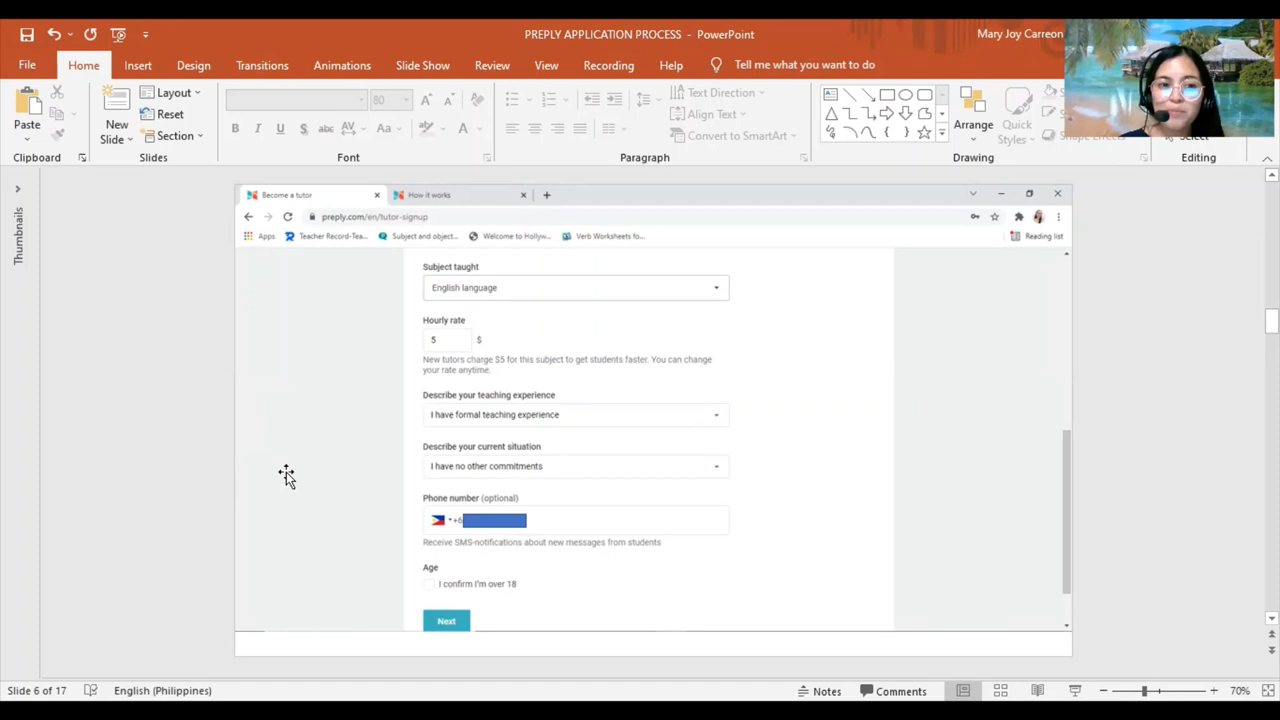 PREPLY APPLICATION PROCESS - PowerPoint
Mary Joy Carreon
File Home Insert Design Transitions Animations Slide Show Review View Recording Help Tell me what you want to do
Paste
Clipboard
New
Slide
Layout
Reset
Section
Slides
80
B I U S abc AV Aa A
Font
Text Direction
Align Text
Convert to SmartArt
Paragraph
Arrange
Quick
Styles
Drawing
Select
Editing
Thumbnails
Become a tutor
How it works
preply.com/en/tutor-signup
Apps Teacher Record-Tea... Subject and object... Welcome to Hollyw... Verb Worksheets fo... Reading list
Subject taught
English language
Hourly rate
5 $
New tutors charge $5 for this subject to get students faster. You can change
your rate anytime.
Describe your teaching experience
I have formal teaching experience
Describe your current situation
I have no other commitments
Phone number (optional)
+6
Receive SMS-notifications about new messages from students
Age
I confirm I'm over 18
Next
Slide 6 of 17 English (Philippines) Notes Comments 70%